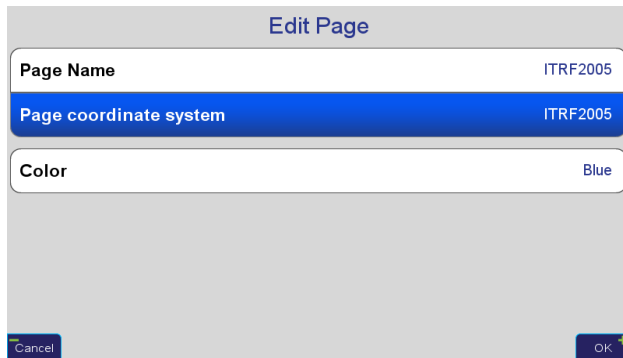 Edit Page
Page Name ITRF2005
Page coordinate system ITRF2005
Color Blue
Cancel OK